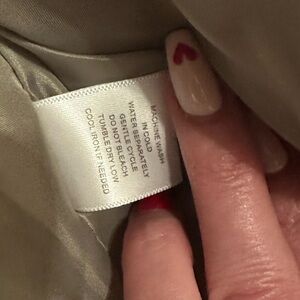 MACHINE WASH
IN COLD
WATER SEPARATELY
GENTLE CYCLE
DO NOT BLEACH
TUMBLE DRY LOW
COOL IRON IF NEEDED